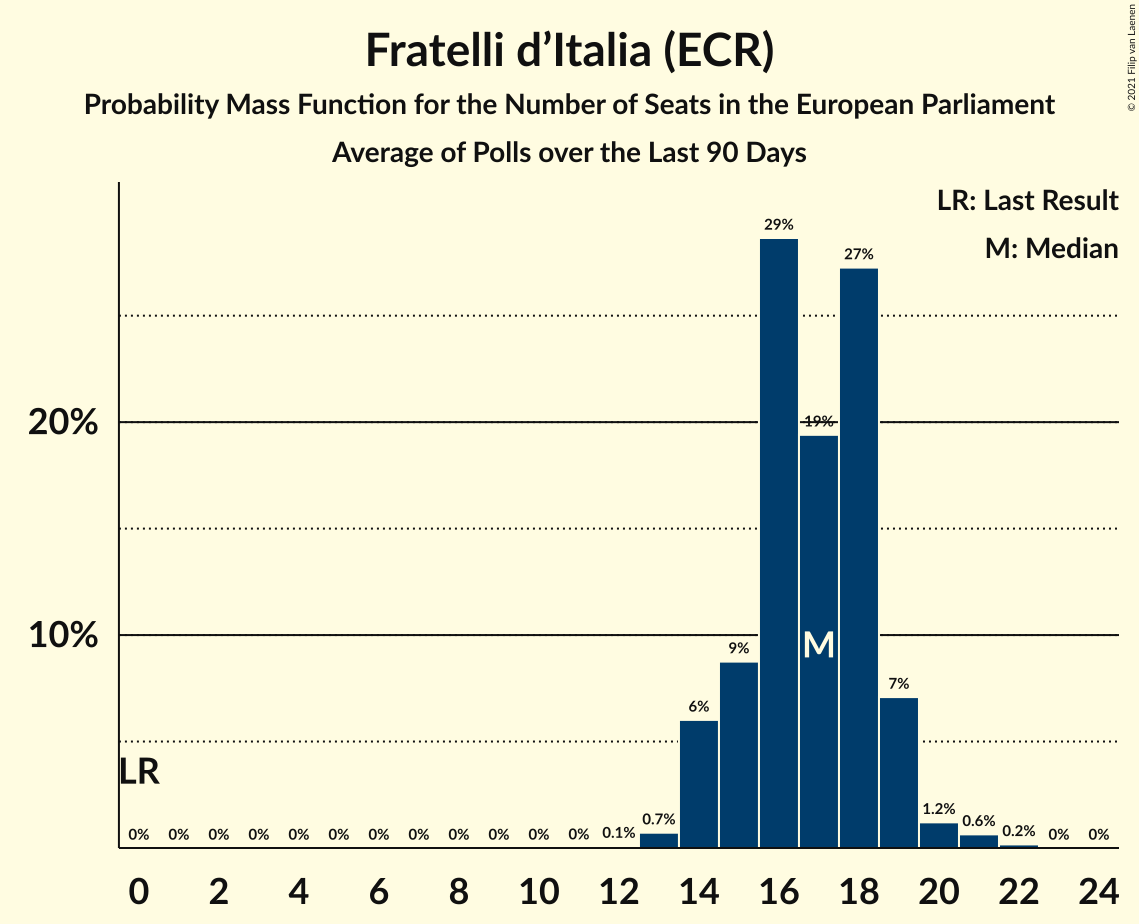 Fratelli d’Italia (ECR)
Probability Mass Function for the Number of Seats in the European Parliament
Average of Polls over the Last 90 Days
© 2021 Filip van Laenen
LR: Last Result
M: Median
29%
27%
20%
19%
10%
M
9%
7%
6%
LR
0% 0% 0% 0% 0% 0% 0% 0% 0% 0% 0% 0% 0.1% 0.7% 1.2% 0.6% 0.2% 0% 0%
0 2 4 6 8 10 12 14 16 18 20 22 24